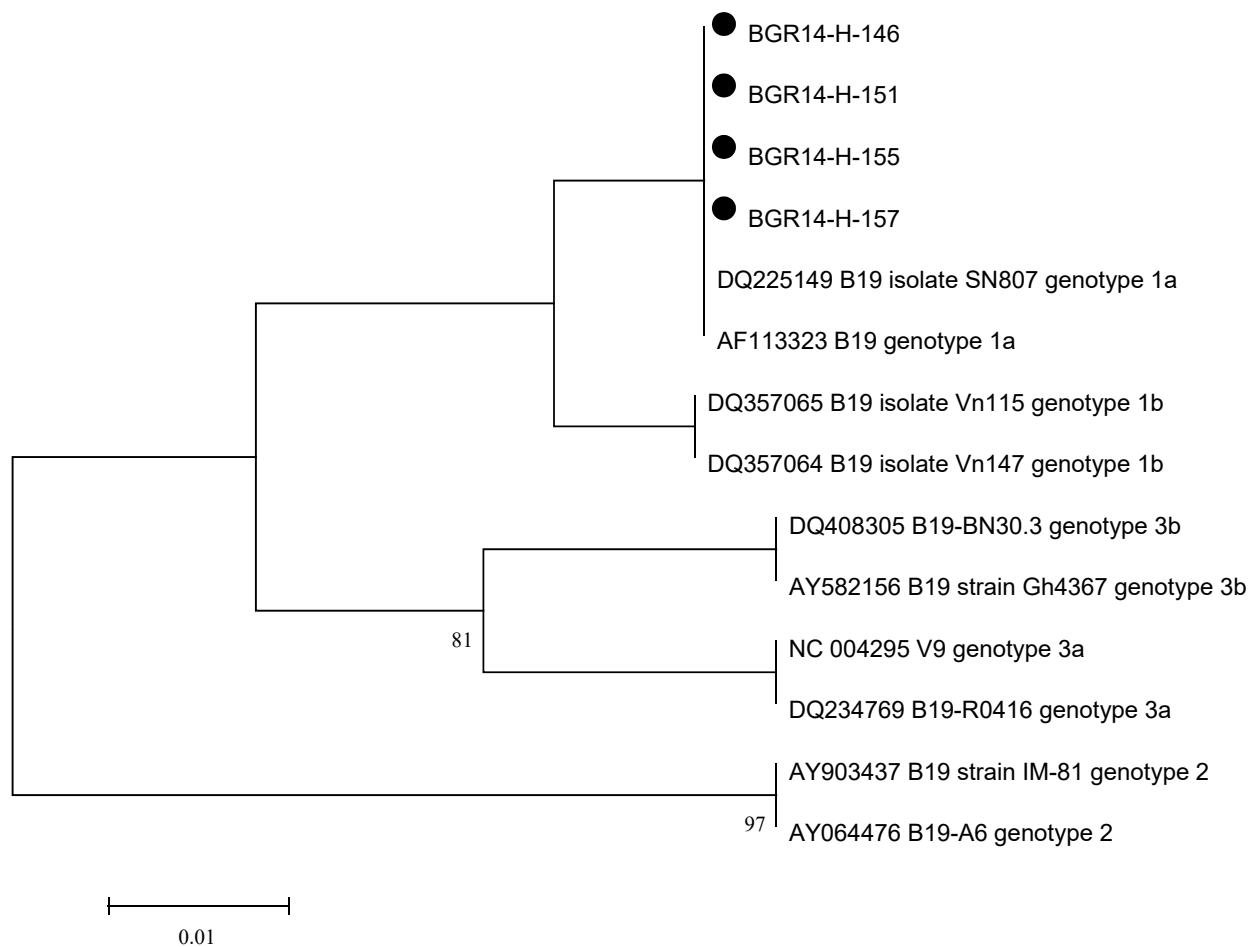 BGR14-H-146
BGR14-H-151
BGR14-H-155
BGR14-H-157
DQ225149 B19 isolate SN807 genotype 1a
AF113323 B19 genotype 1a
DQ357065 B19 isolate Vn115 genotype 1b
DQ357064 B19 isolate Vn147 genotype 1b
DQ408305 B19-BN30.3 genotype 3b
AY582156 B19 strain Gh4367 genotype 3b
81
NC 004295 V9 genotype 3a
DQ234769 B19-R0416 genotype 3a
AY903437 B19 strain IM-81 genotype 2
97
AY064476 B19-A6 genotype 2
0.01